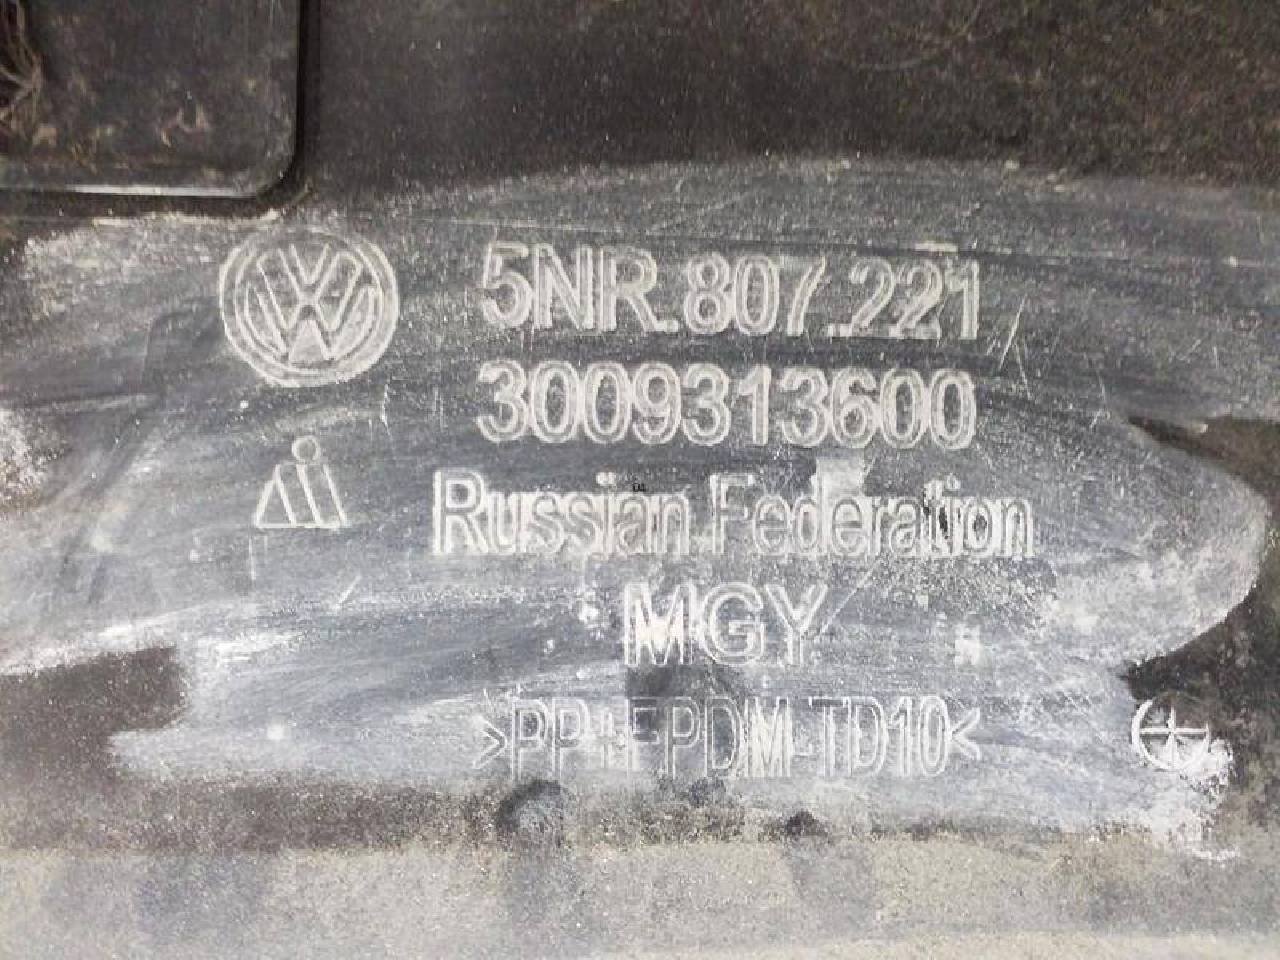 5NR.807.221
3009313600
Russian Federation
MGY
>PP+EPDM-TD10<